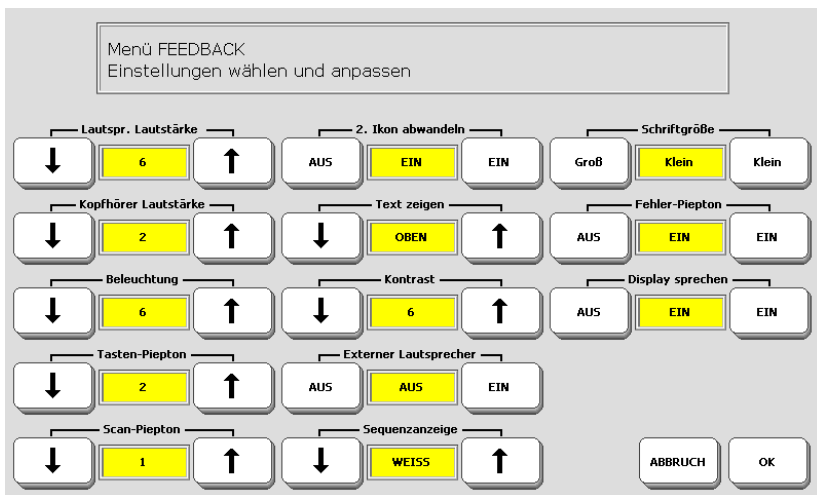 Menü FEEDBACK
Einstellungen wählen und anpassen
Lautspr. Lautstärke
6
2. Ikon abwandeln
AUS EIN EIN
Schriftgröße
Groß Klein Klein
Kopfhörer Lautstärke
2
Text zeigen
OBEN
Fehler-Piepton
AUS EIN EIN
Beleuchtung
6
Kontrast
6
Display sprechen
AUS EIN EIN
Tasten-Piepton
2
Externer Lautsprecher
AUS AUS EIN
Scan-Piepton
1
Sequenzanzeige
WEISS
ABBRUCH OK